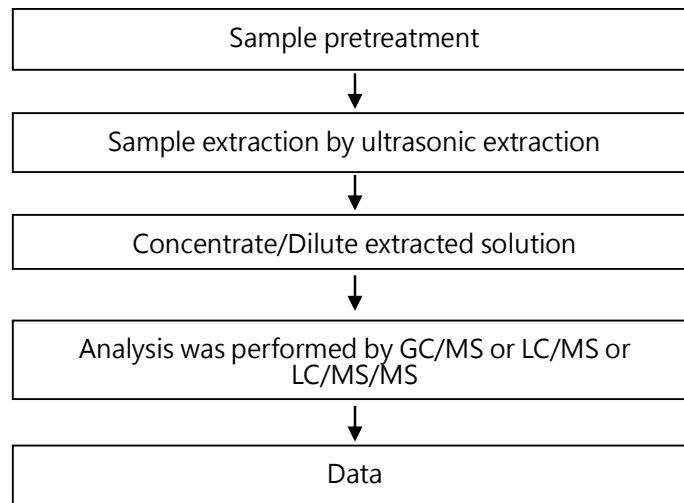 Sample pretreatment
Sample extraction by ultrasonic extraction
Concentrate/Dilute extracted solution
Analysis was performed by GC/MS or LC/MS or
LC/MS/MS
Data